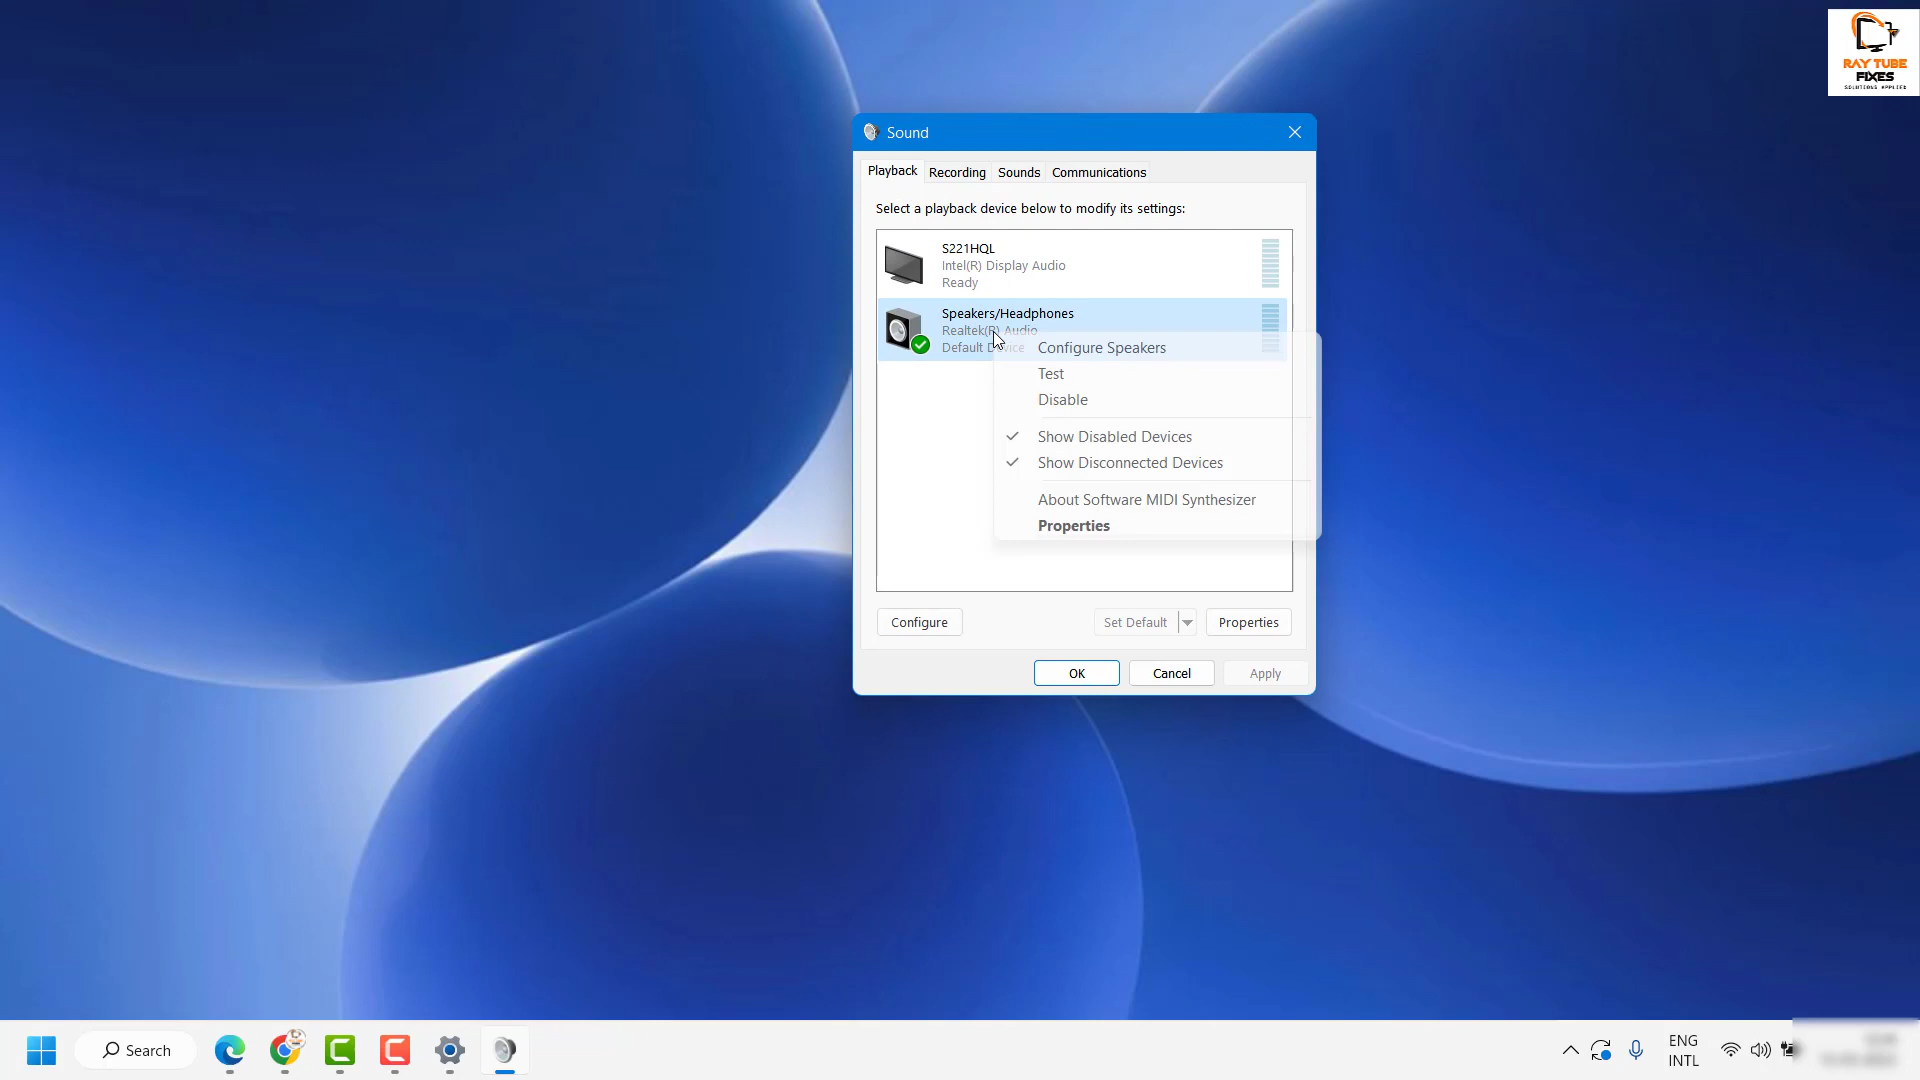 RAY TUBE
FIXES
SOLUTIONS APPLIED
Sound
Playback
Recording
Sounds
Communications
Select a playback device below to modify its settings:
S221HQL
Intel(R) Display Audio
Ready
Speakers/Headphones
Realtek(R) Audio
Default Device
Configure Speakers
Test
Disable
Show Disabled Devices
Show Disconnected Devices
About Software MIDI Synthesizer
Properties
Configure
Set Default
Properties
OK
Cancel
Apply
Search
ENG
INTL